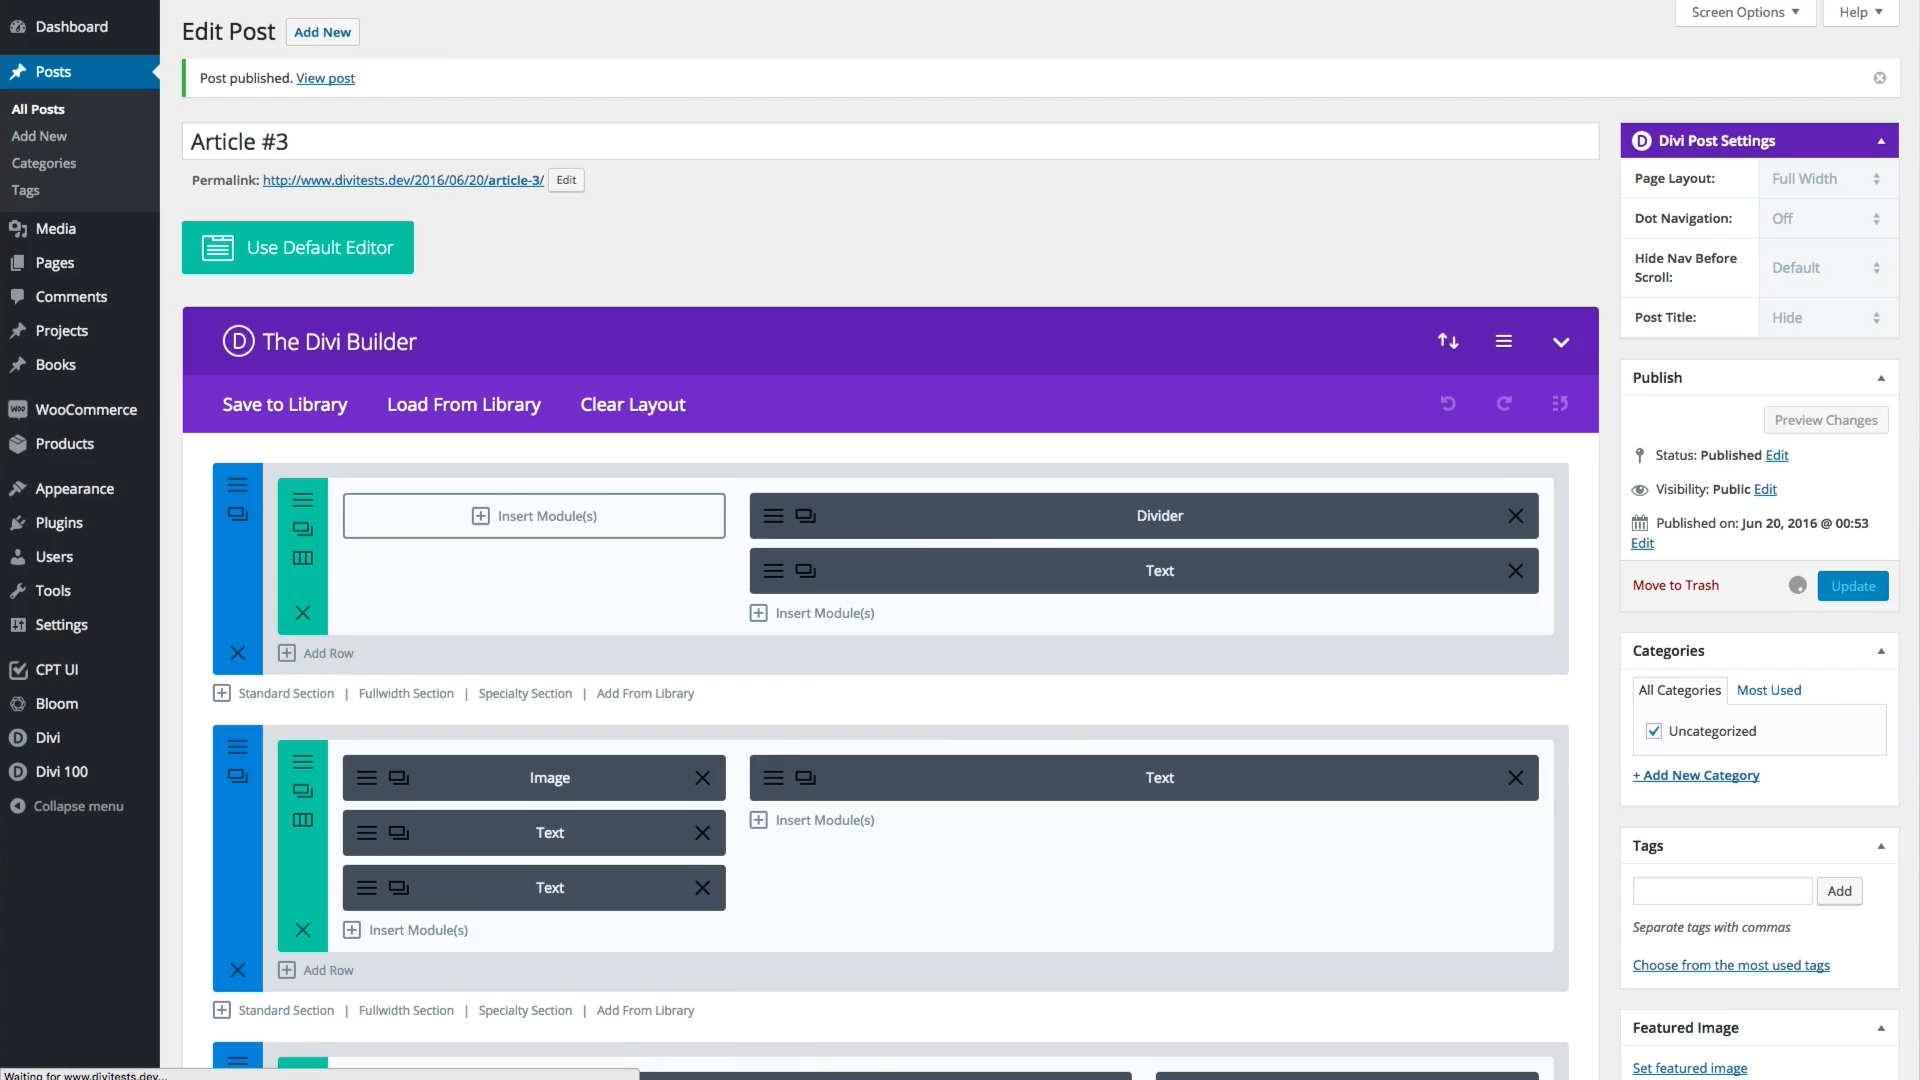 Dashboard
Posts
All Posts
Add New
Categories
Tags
Media
Pages
Comments
Projects
Books
WooCommerce
Products
Appearance
Plugins
Users
Tools
Settings
CPT UI
Bloom
Divi
Divi 100
Collapse menu
Waiting for www.divitests.dev...
Screen Options
Help
Edit Post
Add New
Post published. View post
Article #3
Permalink: http://www.divitests.dev/2016/06/20/article-3/ Edit
Use Default Editor
The Divi Builder
Save to Library
Load From Library
Clear Layout
Insert Module(s)
Divider
Text
Insert Module(s)
Add Row
Standard Section | Fullwidth Section | Specialty Section | Add From Library
Image
Text
Text
Text
Insert Module(s)
Insert Module(s)
Add Row
Standard Section | Fullwidth Section | Specialty Section | Add From Library
Divi Post Settings
Page Layout: Full Width
Dot Navigation: Off
Hide Nav Before
Scroll:
Default
Post Title: Hide
Publish
Preview Changes
Status: Published Edit
Visibility: Public Edit
Published on: Jun 20, 2016 @ 00:53
Edit
Move to Trash
Update
Categories
All Categories
Most Used
Uncategorized
+ Add New Category
Tags
Add
Separate tags with commas
Choose from the most used tags
Featured Image
Set featured image